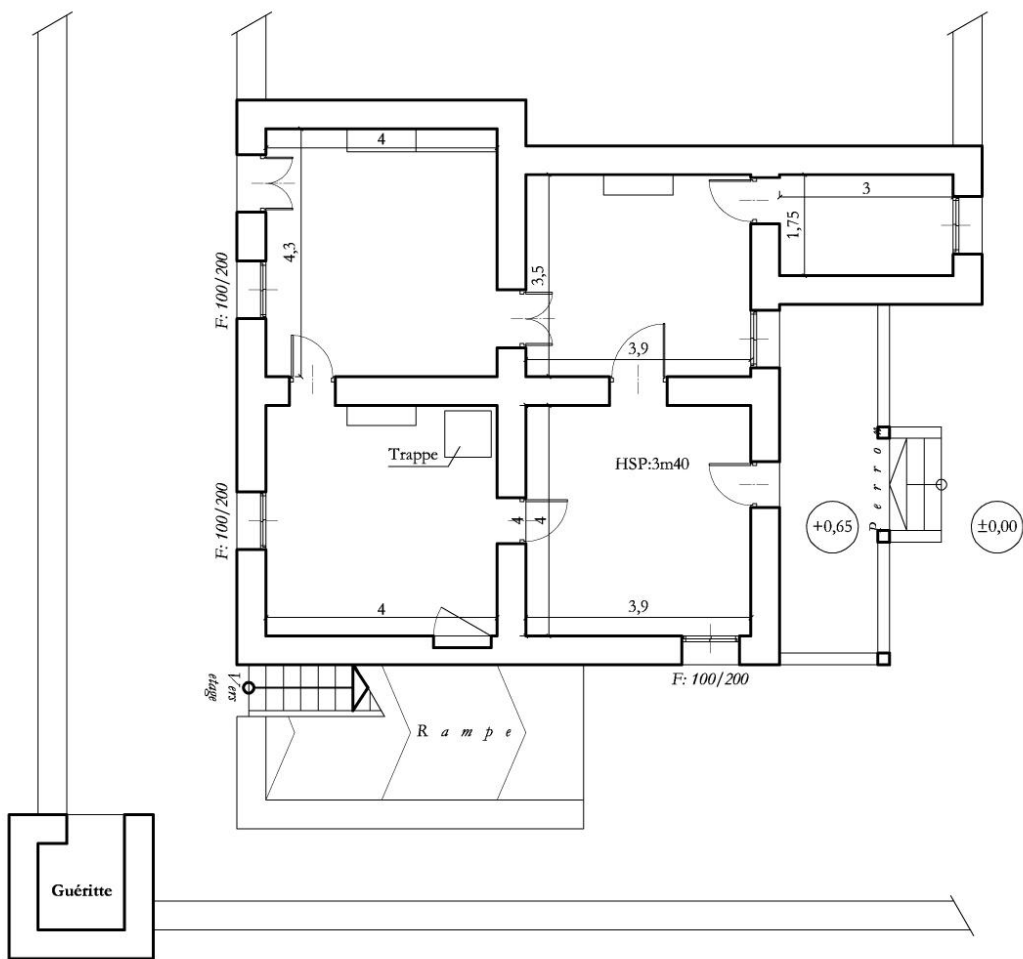 4
3
1,75
4,3
3,5
F: 100/200
3,9
Trappe
HSP:3m40
Perron
F: 100/200
4
4
+0,65
±0,00
4
3,9
Vers
étage
F: 100/200
Rampe
Guéritte